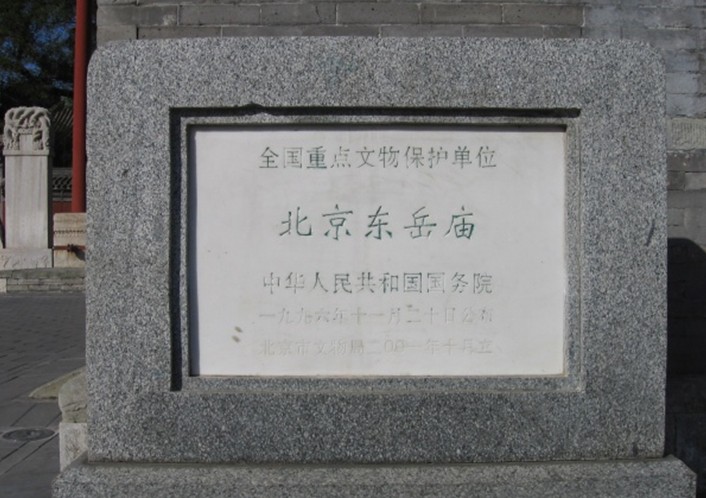 全国重点文物保护单位
北京东岳庙
中华人民共和国国务院
一九九六年十一月二十日公布
北京市文物局二〇〇一年十月立